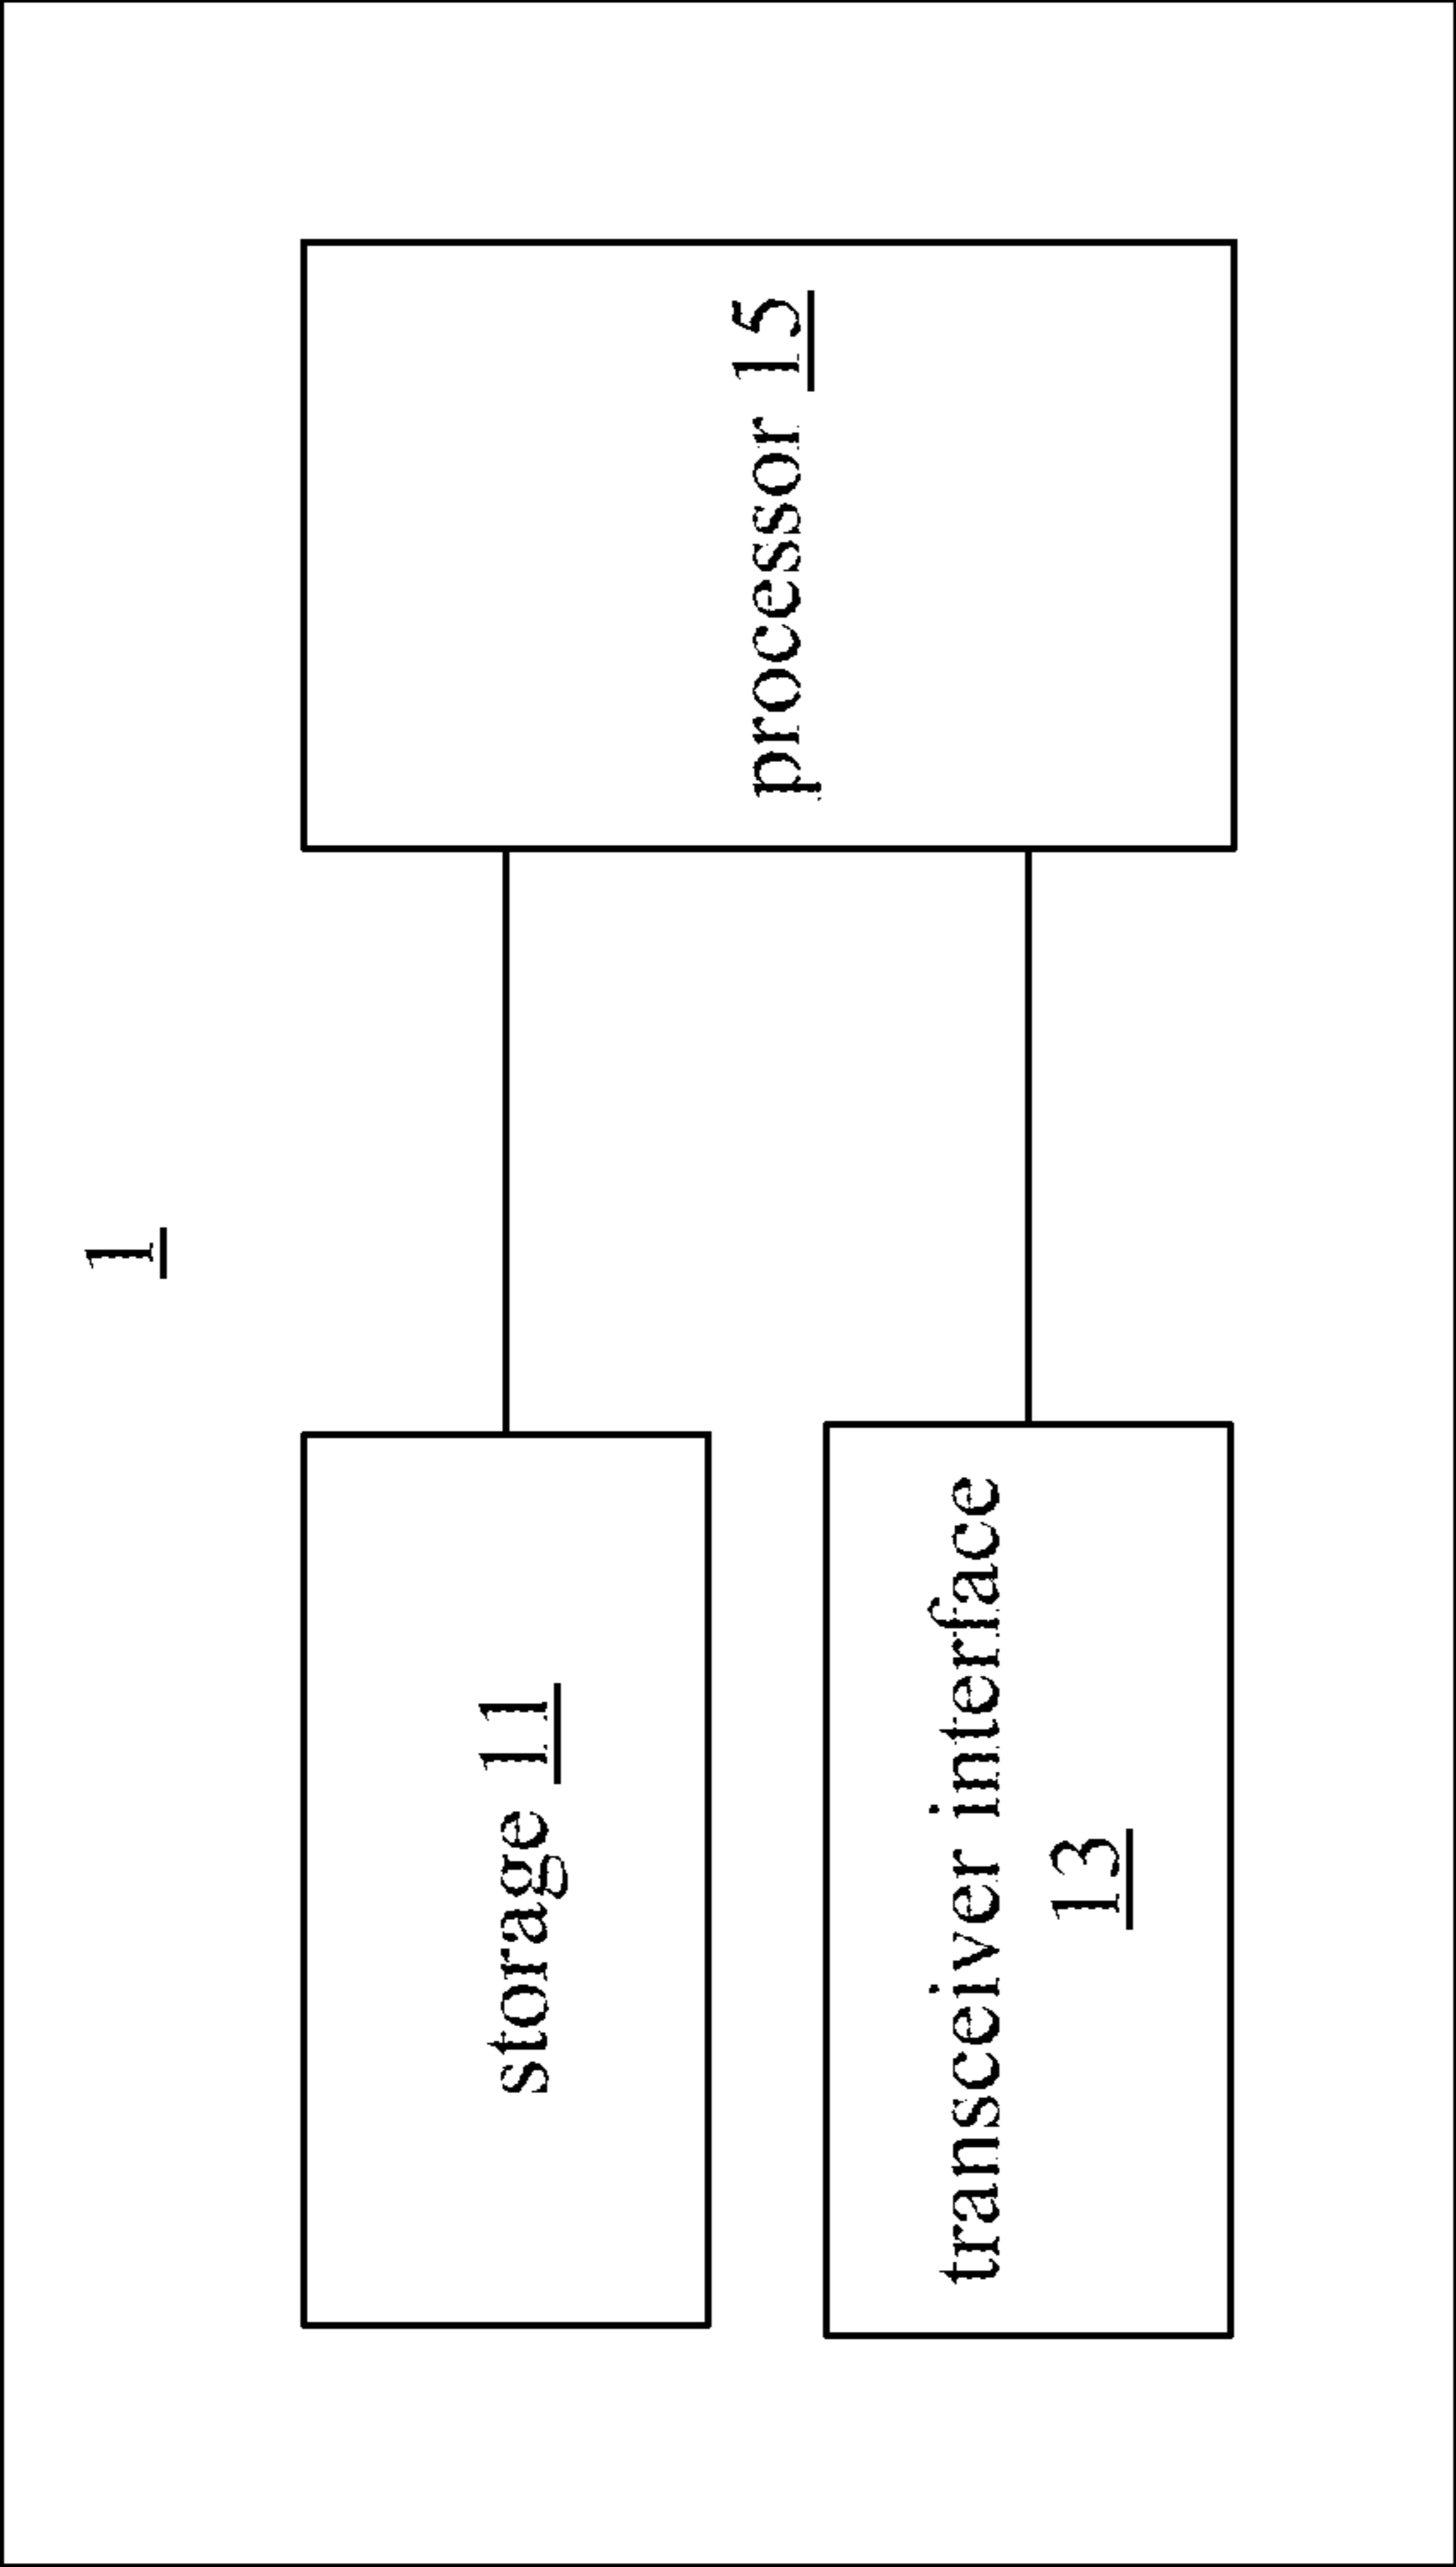 1
storage 11
processor 15
transceiver interface
13